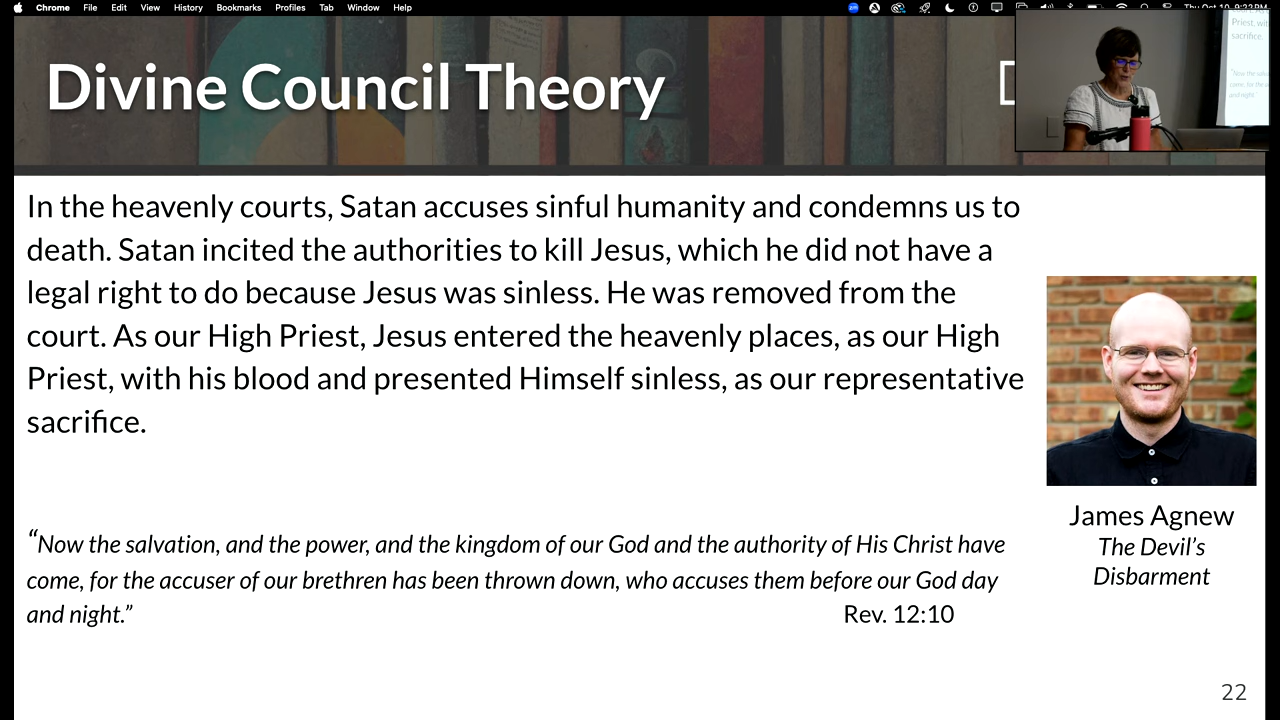 Chrome File Edit View History Bookmarks Profiles Tab Window Help
Divine Council Theory
In the heavenly courts, Satan accuses sinful humanity and condemns us to
death. Satan incited the authorities to kill Jesus, which he did not have a
legal right to do because Jesus was sinless. He was removed from the
court. As our High Priest, Jesus entered the heavenly places, as our High
Priest, with his blood and presented Himself sinless, as our representative
sacrifice.
“Now the salvation, and the power, and the kingdom of our God and the authority of His Christ have
come, for the accuser of our brethren has been thrown down, who accuses them before our God day
and night.” Rev. 12:10
James Agnew
The Devil’s
Disbarment
22
Priest, wit
sacrifice.